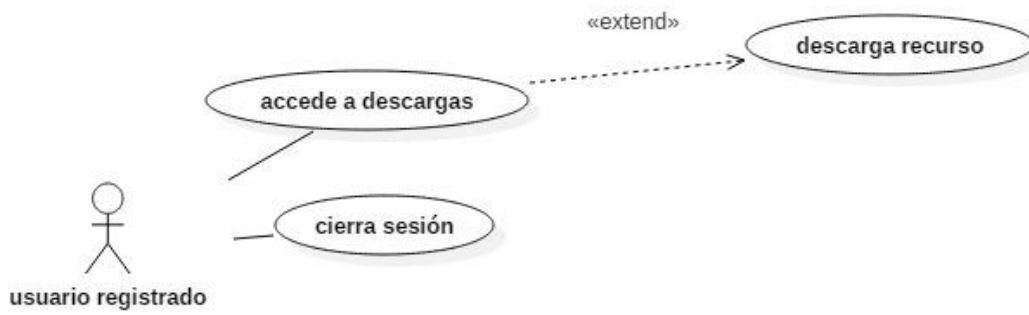 «extend»
descarga recurso
accede a descargas
cierra sesión
usuario registrado